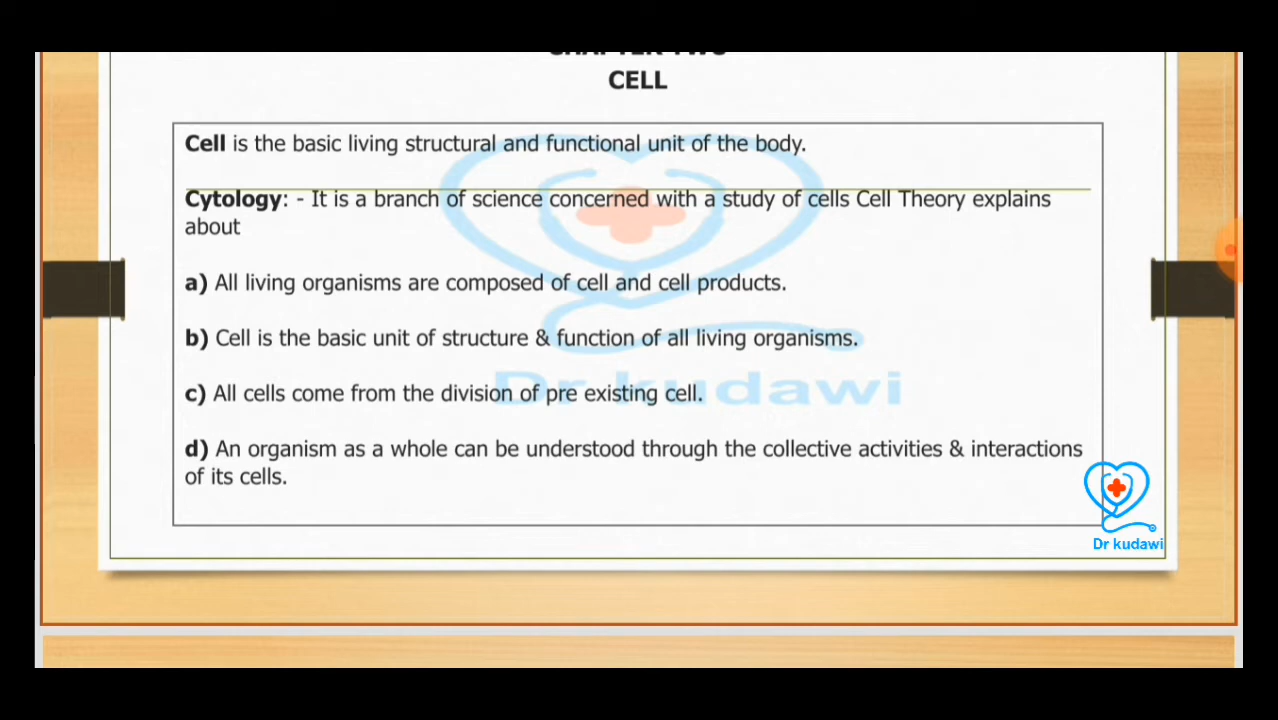 CHAPTER TWO
CELL
Cell is the basic living structural and functional unit of the body.
Cytology: - It is a branch of science concerned with a study of cells Cell Theory explains
about
a) All living organisms are composed of cell and cell products.
b) Cell is the basic unit of structure & function of all living organisms.
c) All cells come from the division of pre existing cell.
d) An organism as a whole can be understood through the collective activities & interactions
of its cells.
Dr kudawi
Dr kudawi